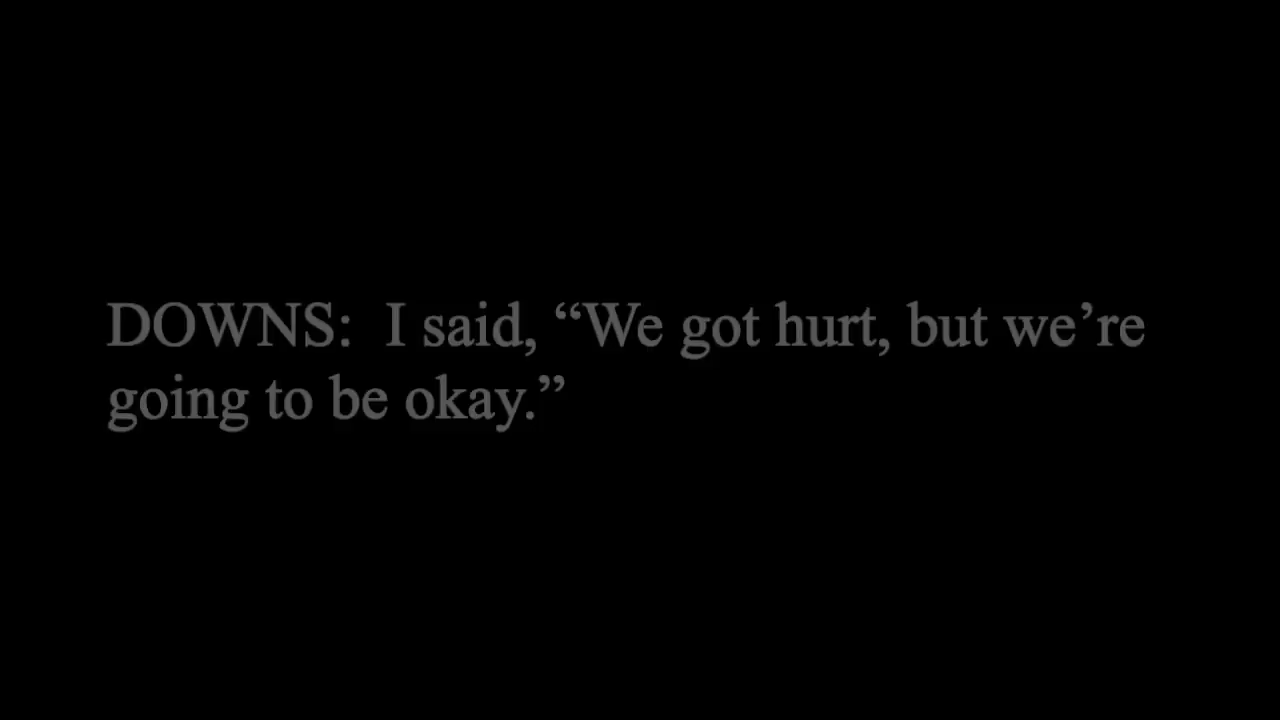 DOWNS:  I said, “We got hurt, but we’re
going to be okay.”